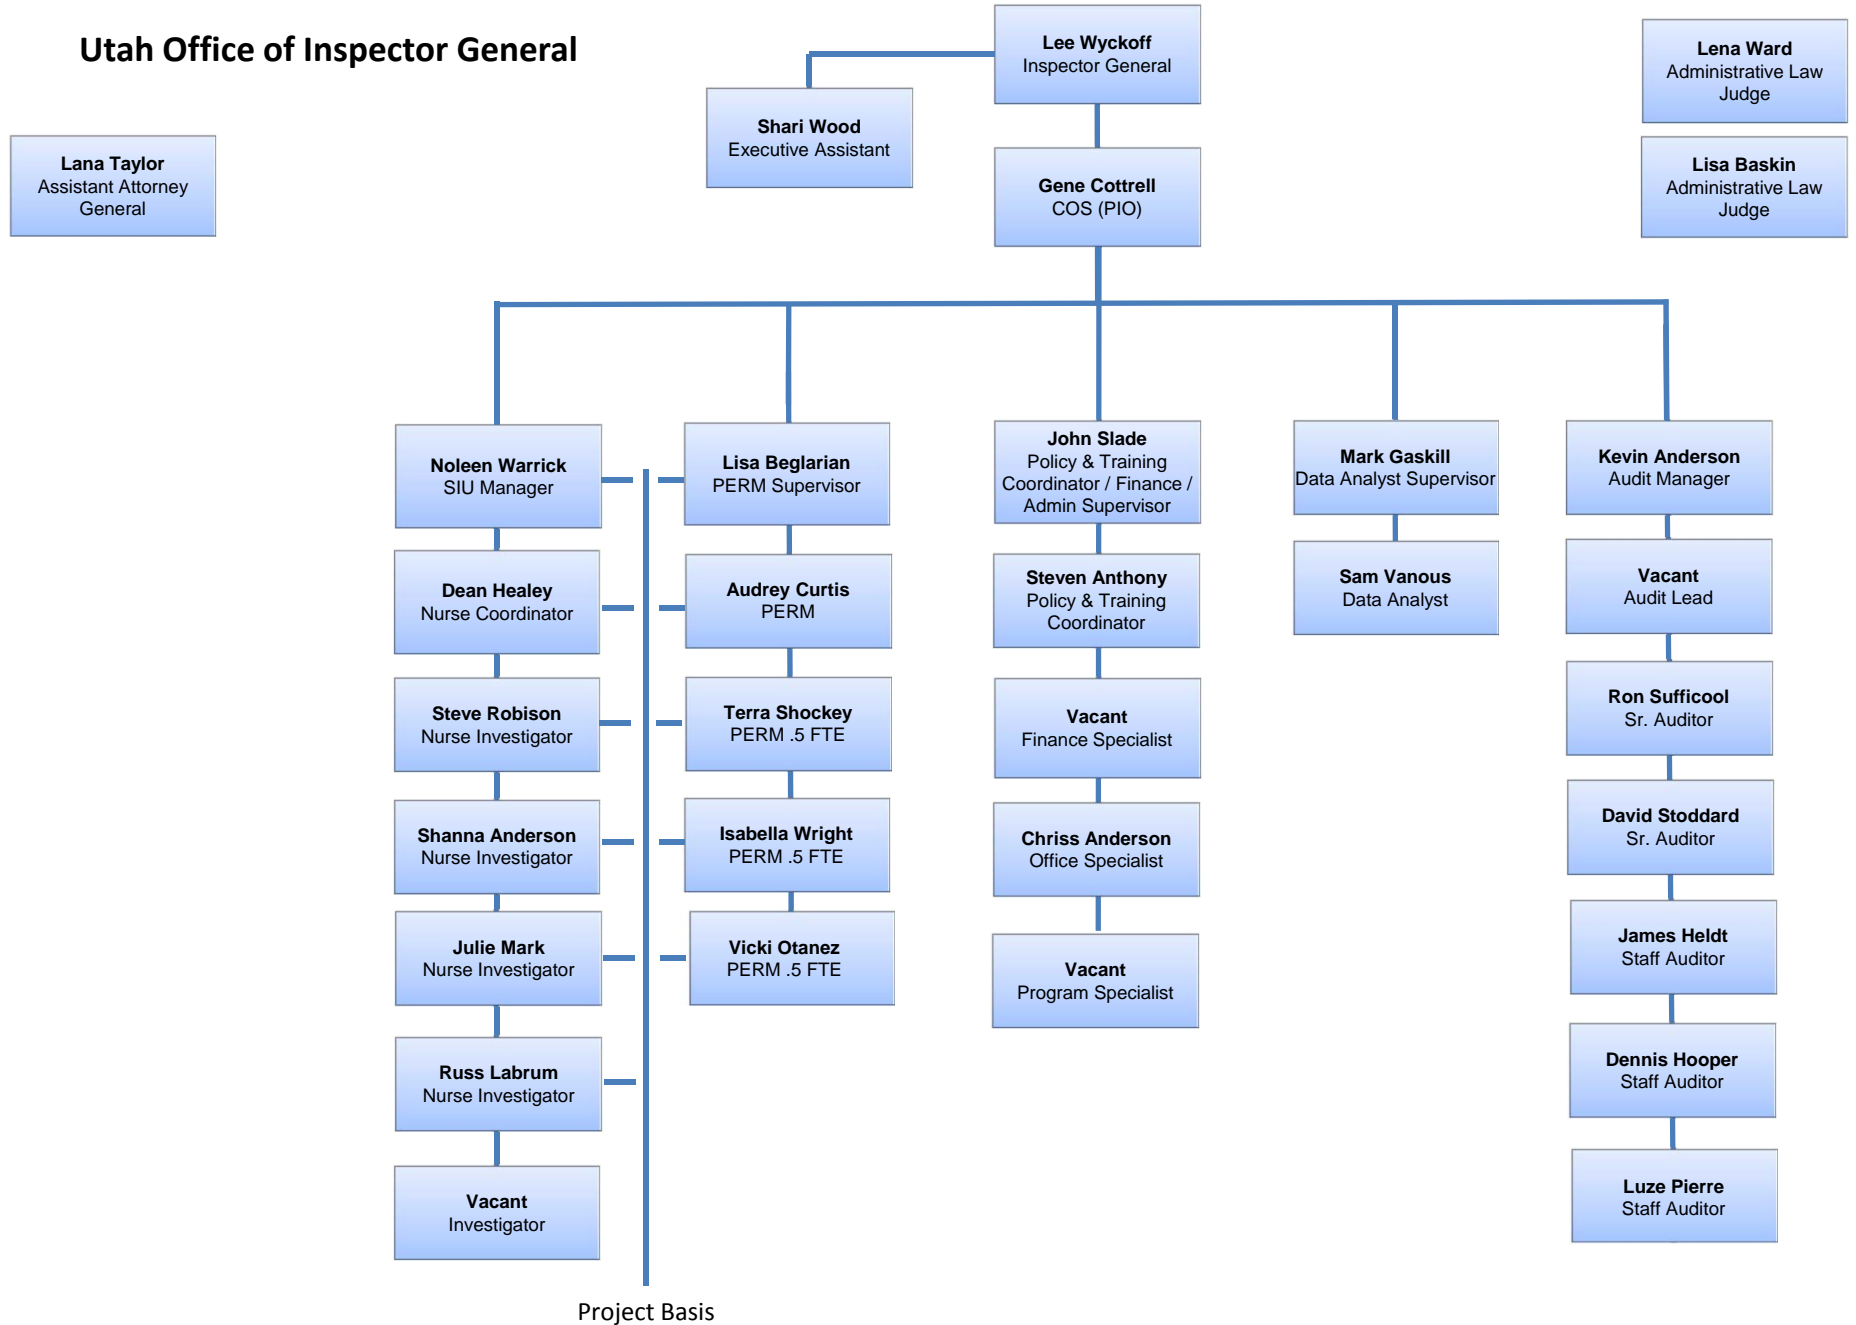 Utah Office of Inspector General
Lee Wyckoff
Inspector General
Lena Ward
Administrative Law
Judge
Shari Wood
Executive Assistant
Lana Taylor
Assistant Attorney
General
Gene Cottrell
COS (PIO)
Lisa Baskin
Administrative Law
Judge
Noleen Warrick
SIU Manager
Dean Healey
Nurse Coordinator
Steve Robison
Nurse Investigator
Shanna Anderson
Nurse Investigator
Julie Mark
Nurse Investigator
Russ Labrum
Nurse Investigator
Vacant
Investigator
Lisa Beglarian
PERM Supervisor
Audrey Curtis
PERM
Terra Shockey
PERM .5 FTE
Isabella Wright
PERM .5 FTE
Vicki Otanez
PERM .5 FTE
John Slade
Policy & Training
Coordinator / Finance /
Admin Supervisor
Steven Anthony
Policy & Training
Coordinator
Vacant
Finance Specialist
Chriss Anderson
Office Specialist
Vacant
Program Specialist
Mark Gaskill
Data Analyst Supervisor
Sam Vanous
Data Analyst
Kevin Anderson
Audit Manager
Vacant
Audit Lead
Ron Sufficool
Sr. Auditor
David Stoddard
Sr. Auditor
James Heldt
Staff Auditor
Dennis Hooper
Staff Auditor
Luze Pierre
Staff Auditor
Project Basis